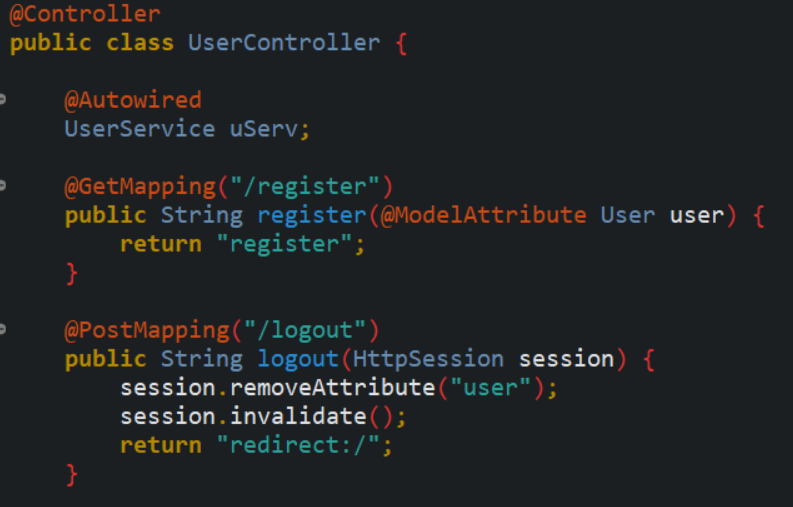 @Controller
public class UserController {
@Autowired
UserService uServ;
@GetMapping("/register")
public String register(@ModelAttribute User user) {
return "register";
}
@PostMapping("/logout")
public String logout(HttpSession session) {
session.removeAttribute("user");
session.invalidate();
return "redirect:/";
}